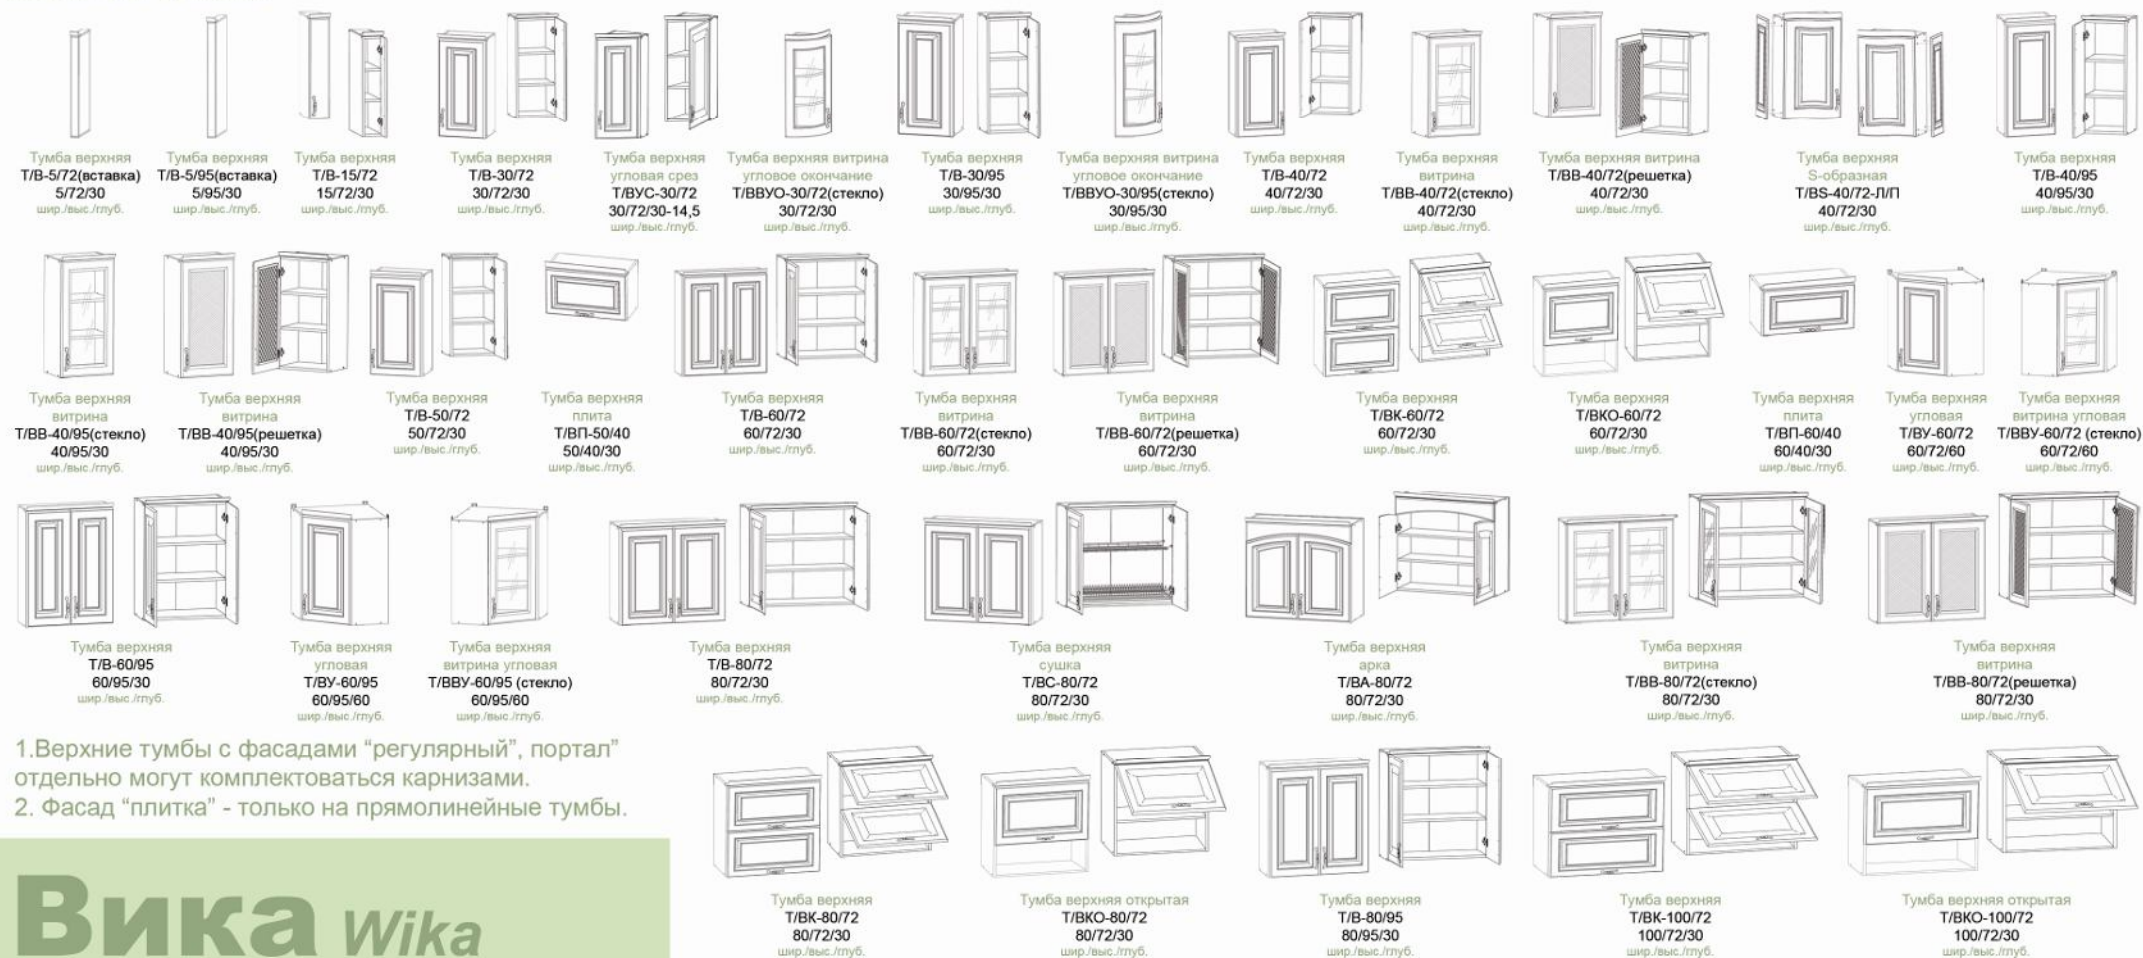 Тумба верхняя
Т/В-5/72(вставка)
5/72/30
шир./выс./глуб.
Тумба верхняя
Т/В-5/95(вставка)
5/95/30
шир./выс./глуб.
Тумба верхняя
Т/В-15/72
15/72/30
шир./выс./глуб.
Тумба верхняя
Т/В-30/72
30/72/30
шир./выс./глуб.
Тумба верхняя
угловая срез
Т/ВУС-30/72
30/72/30-14,5
шир./выс./глуб.
Тумба верхняя витрина
угловое окончание
Т/ВВУО-30/72(стекло)
30/72/30
шир./выс./глуб.
Тумба верхняя
Т/В-30/95
30/95/30
шир./выс./глуб.
Тумба верхняя витрина
угловое окончание
Т/ВВУО-30/95(стекло)
30/95/30
шир./выс./глуб.
Тумба верхняя
Т/В-40/72
40/72/30
шир./выс./глуб.
Тумба верхняя
витрина
Т/ВВ-40/72(стекло)
40/72/30
шир./выс./глуб.
Тумба верхняя витрина
Т/ВВ-40/72(решетка)
40/72/30
шир./выс./глуб.
Тумба верхняя
S-образная
Т/ВS-40/72-Л/П
40/72/30
шир./выс./глуб.
Тумба верхняя
Т/В-40/95
40/95/30
шир./выс./глуб.
Тумба верхняя
витрина
Т/ВВ-40/95(стекло)
40/95/30
шир./выс./глуб.
Тумба верхняя
витрина
Т/ВВ-40/95(решетка)
40/95/30
шир./выс./глуб.
Тумба верхняя
Т/В-50/72
50/72/30
шир./выс./глуб.
Тумба верхняя
плита
Т/ВП-50/40
50/40/30
шир./выс./глуб.
Тумба верхняя
Т/В-60/72
60/72/30
шир./выс./глуб.
Тумба верхняя
витрина
Т/ВВ-60/72(стекло)
60/72/30
шир./выс./глуб.
Тумба верхняя
витрина
Т/ВВ-60/72(решетка)
60/72/30
шир./выс./глуб.
Тумба верхняя
Т/ВК-60/72
60/72/30
шир./выс./глуб.
Тумба верхняя
Т/ВКО-60/72
60/72/30
шир./выс./глуб.
Тумба верхняя
плита
Т/ВП-60/40
60/40/30
шир./выс./глуб.
Тумба верхняя
угловая
Т/ВУ-60/72
60/72/60
шир./выс./глуб.
Тумба верхняя
витрина угловая
Т/ВВУ-60/72 (стекло)
60/72/60
шир./выс./глуб.
Тумба верхняя
Т/В-60/95
60/95/30
шир./выс./глуб.
Тумба верхняя
угловая
Т/ВУ-60/95
60/95/60
шир./выс./глуб.
Тумба верхняя
витрина угловая
Т/ВВУ-60/95 (стекло)
60/95/60
шир./выс./глуб.
Тумба верхняя
Т/В-80/72
80/72/30
шир./выс./глуб.
Тумба верхняя
сушка
Т/ВС-80/72
80/72/30
шир./выс./глуб.
Тумба верхняя
арка
Т/ВА-80/72
80/72/30
шир./выс./глуб.
Тумба верхняя
витрина
Т/ВВ-80/72(стекло)
80/72/30
шир./выс./глуб.
Тумба верхняя
витрина
Т/ВВ-80/72(решетка)
80/72/30
шир./выс./глуб.
1.Верхние тумбы с фасадами “регулярный”, портал”
отдельно могут комплектоваться карнизами.
2. Фасад “плитка” - только на прямолинейные тумбы.
Вика Wika
Тумба верхняя
Т/ВК-80/72
80/72/30
шир./выс./глуб.
Тумба верхняя открытая
Т/ВКО-80/72
80/72/30
шир./выс./глуб.
Тумба верхняя
Т/В-80/95
80/95/30
шир./выс./глуб.
Тумба верхняя
Т/ВК-100/72
100/72/30
шир./выс./глуб.
Тумба верхняя открытая
Т/ВКО-100/72
100/72/30
шир./выс./глуб.